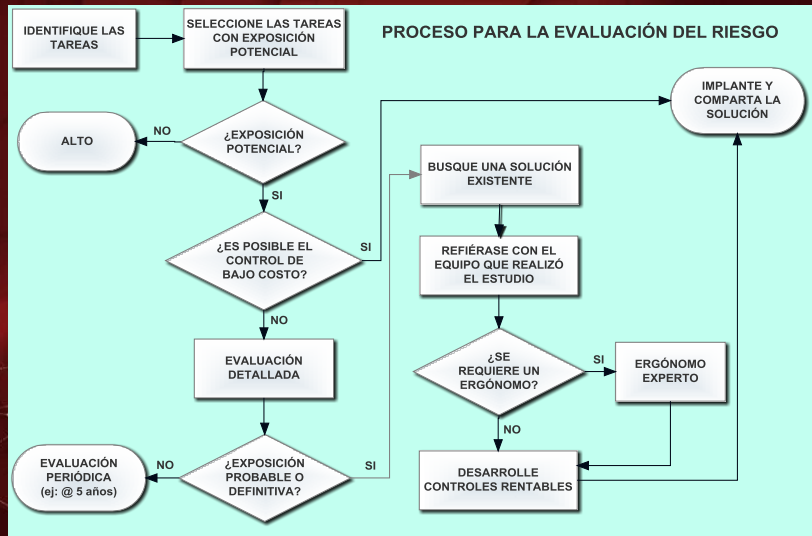 PROCESO PARA LA EVALUACIÓN DEL RIESGO
IDENTIFIQUE LAS
TAREAS
SELECCIONE LAS TAREAS
CON EXPOSICIÓN
POTENCIAL
¿EXPOSICIÓN
POTENCIAL?
NO
ALTO
SI
¿ES POSIBLE EL
CONTROL DE
BAJO COSTO?
SI
IMPLANTE Y
COMPARTA LA
SOLUCIÓN
NO
EVALUACIÓN
DETALLADA
¿EXPOSICIÓN
PROBABLE O
DEFINITIVA?
NO
EVALUACIÓN
PERIÓDICA
(ej: @ 5 años)
SI
BUSQUE UNA SOLUCIÓN
EXISTENTE
REFIÉRASE CON EL
EQUIPO QUE REALIZÓ
EL ESTUDIO
¿SE
REQUIERE UN
ERGÓNOMO?
SI
ERGÓNOMO
EXPERTO
NO
DESARROLLE
CONTROLES RENTABLES